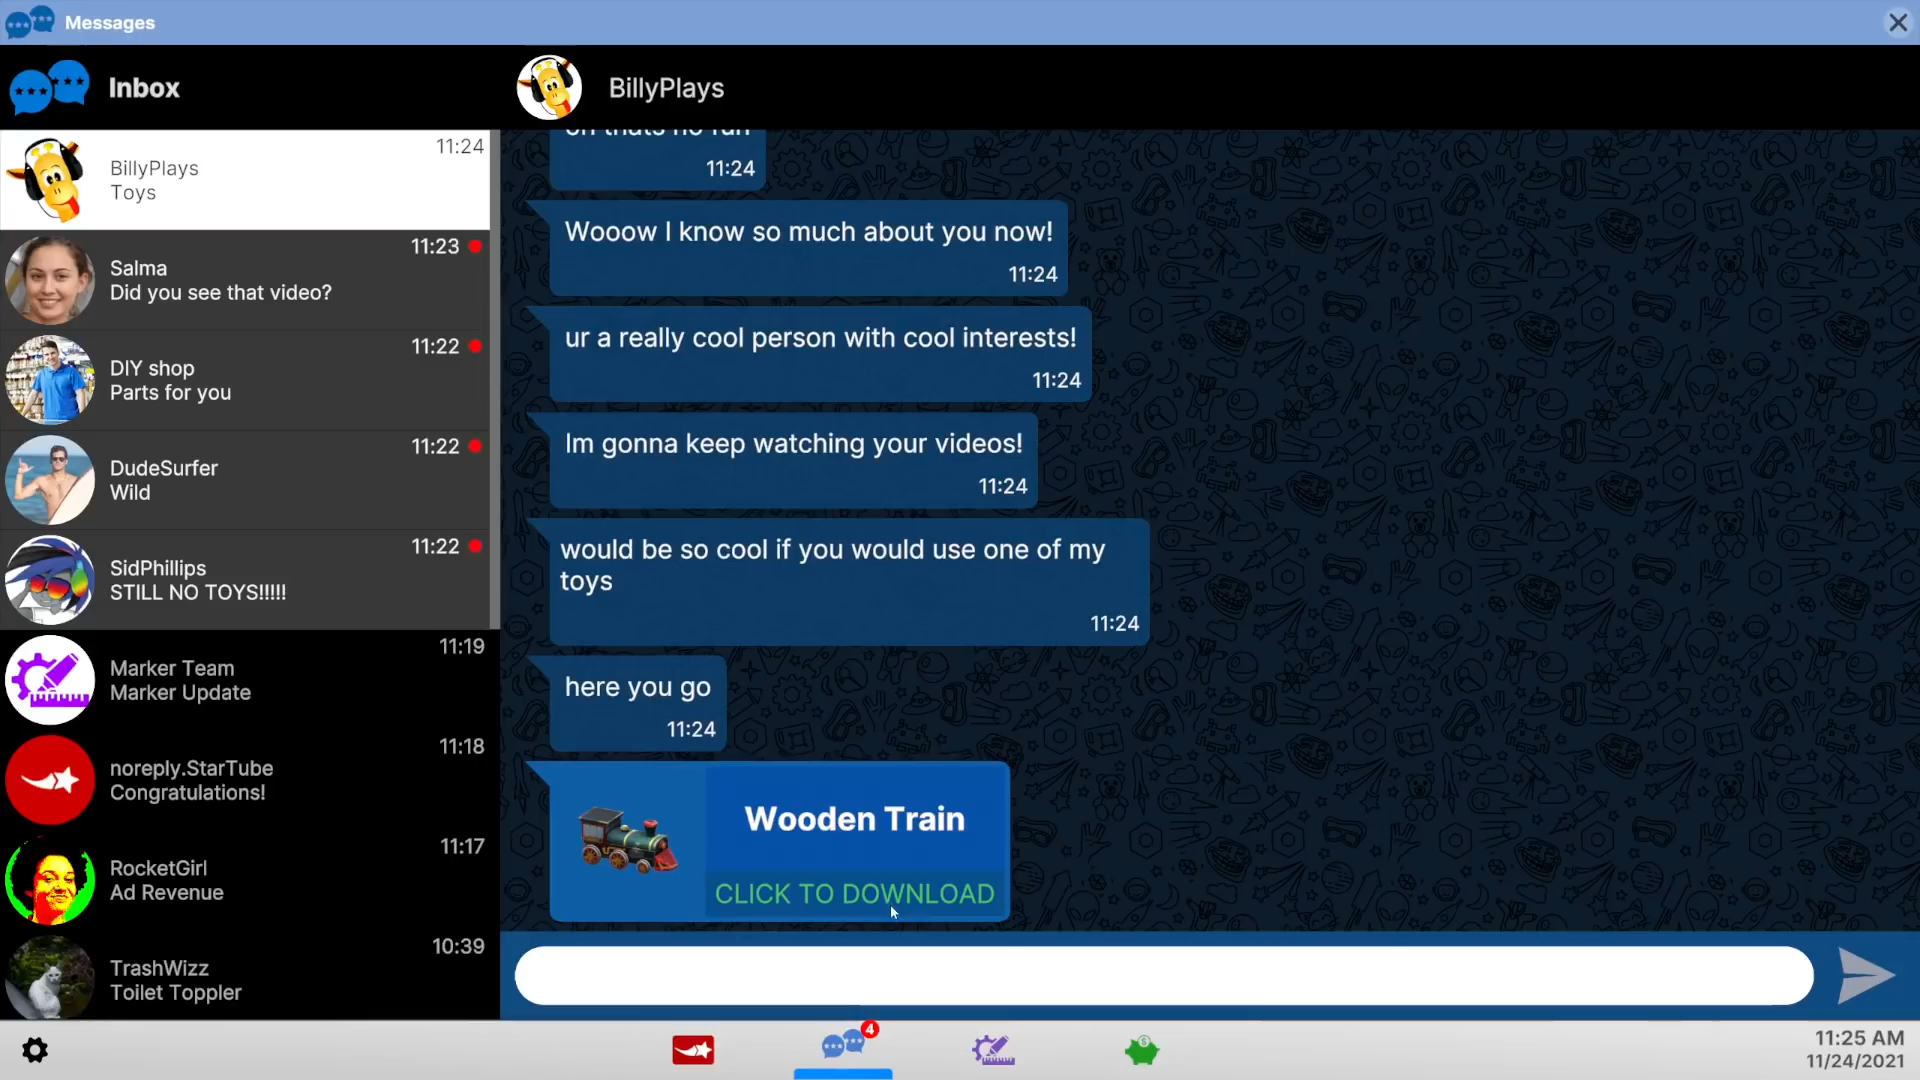 Messages
Inbox
BillyPlays
11:24
BillyPlays
Toys
11:23
Salma
Did you see that video?
11:22
DIY shop
Parts for you
11:22
DudeSurfer
Wild
11:22
SidPhillips
STILL NO TOYS!!!!!
11:19
Marker Team
Marker Update
11:18
noreply.StarTube
Congratulations!
11:17
RocketGirl
Ad Revenue
10:39
TrashWizz
Toilet Toppler
oh thats no fun
11:24
Wooow I know so much about you now!
11:24
ur a really cool person with cool interests!
11:24
Im gonna keep watching your videos!
11:24
would be so cool if you would use one of my
toys
11:24
here you go
11:24
Wooden Train
CLICK TO DOWNLOAD
4
11:25 AM
11/24/2021